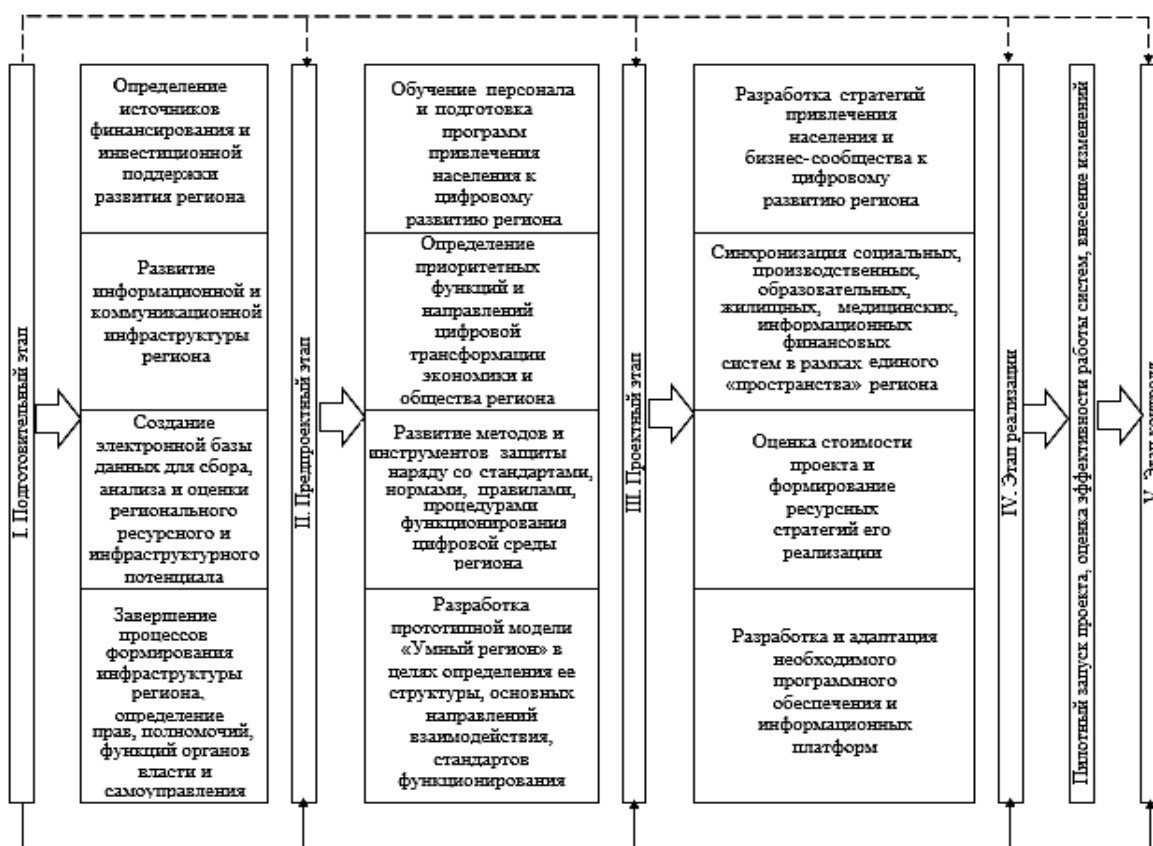 I. Подготовительный этап
Определение
источников
финансирования и
инвестиционной
поддержки
развития региона
Развитие
информационной и
коммуникационной
инфраструктуры
региона
Создание
электронной базы
данных для сбора,
анализа и оценки
регионального
ресурсного и
инфраструктурного
потенциала
Завершение
процессов
формирования
инфраструктуры
региона,
определение
прав, полномочий,
функций органов
власти и
самоуправления
II. Предпроектный этап
Обучение персонала
и подготовка
программ
привлечения
населения к
цифровому
развитию региона
Определение
приоритетных
функций и
направлений
цифровой
трансформации
экономики и
общества региона
Развитие методов и
инструментов защиты
наряду со стандартами,
нормами, правилами,
процедурами
функционирования
цифровой среды
региона
Разработка
прототипной модели
«Умный регион» в
целях определения ее
структуры, основных
направлений
взаимодействия,
стандартов
функционирования
III. Проектный этап
Разработка стратегий
привлечения
населения и
бизнес-сообщества к
цифровому
развитию региона
Синхронизация социальных,
производственных,
образовательных,
жилищных, медицинских,
информационных
финансовых
систем в рамках единого
«пространства» региона
Оценка стоимости
проекта и
формирование
ресурсных
стратегий его
реализации
Разработка и адаптация
необходимого
программного
обеспечения и
информационных
платформ
IV. Этап реализации
Пилотный запуск проекта, оценка эффективности работы систем, внесение изменений
V. Этап контроля